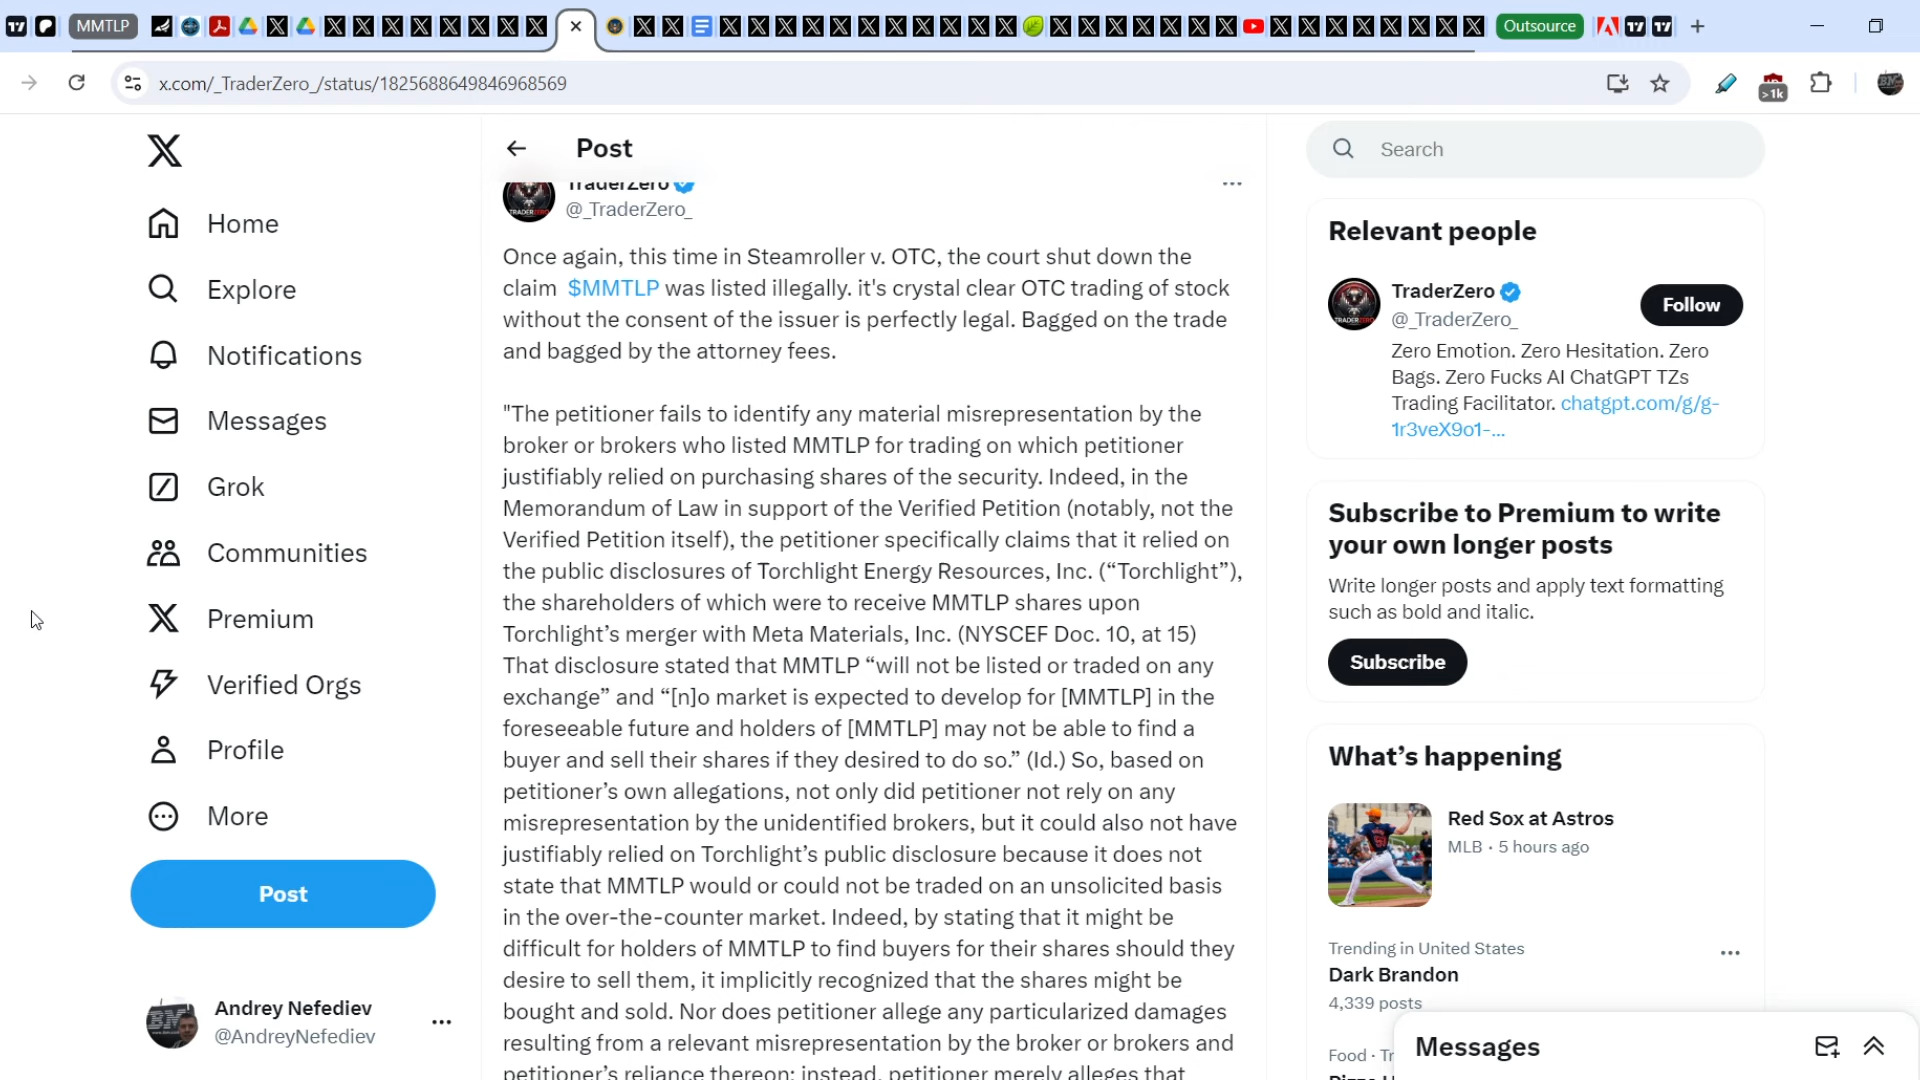 MMTLP
Outsource
x.com/_TraderZero_/status/1825688649846968569
>1k
Post
Search
Home
Explore
Notifications
Messages
Grok
Communities
Premium
Verified Orgs
Profile
More
Post
Andrey Nefediev
@AndreyNefediev
TraderZero
@_TraderZero_
Once again, this time in Steamroller v. OTC, the court shut down the
claim $MMTLP was listed illegally. it's crystal clear OTC trading of stock
without the consent of the issuer is perfectly legal. Bagged on the trade
and bagged by the attorney fees.
"The petitioner fails to identify any material misrepresentation by the
broker or brokers who listed MMTLP for trading on which petitioner
justifiably relied on purchasing shares of the security. Indeed, in the
Memorandum of Law in support of the Verified Petition (notably, not the
Verified Petition itself), the petitioner specifically claims that it relied on
the public disclosures of Torchlight Energy Resources, Inc. (“Torchlight”),
the shareholders of which were to receive MMTLP shares upon
Torchlight’s merger with Meta Materials, Inc. (NYSCEF Doc. 10, at 15)
That disclosure stated that MMTLP “will not be listed or traded on any
exchange” and “[n]o market is expected to develop for [MMTLP] in the
foreseeable future and holders of [MMTLP] may not be able to find a
buyer and sell their shares if they desired to do so.” (Id.) So, based on
petitioner’s own allegations, not only did petitioner not rely on any
misrepresentation by the unidentified brokers, but it could also not have
justifiably relied on Torchlight’s public disclosure because it does not
state that MMTLP would or could not be traded on an unsolicited basis
in the over-the-counter market. Indeed, by stating that it might be
difficult for holders of MMTLP to find buyers for their shares should they
desire to sell them, it implicitly recognized that the shares might be
bought and sold. Nor does petitioner allege any particularized damages
resulting from a relevant misrepresentation by the broker or brokers and
petitioner’s reliance thereon; instead, petitioner merely alleges that
Relevant people
TraderZero
@_TraderZero_
Follow
Zero Emotion. Zero Hesitation. Zero
Bags. Zero Fucks AI ChatGPT TZs
Trading Facilitator. chatgpt.com/g/g-
1r3veX9o1-...
Subscribe to Premium to write
your own longer posts
Write longer posts and apply text formatting
such as bold and italic.
Subscribe
What’s happening
Red Sox at Astros
MLB · 5 hours ago
Trending in United States
Dark Brandon
4,339 posts
Food · Tr
Messages